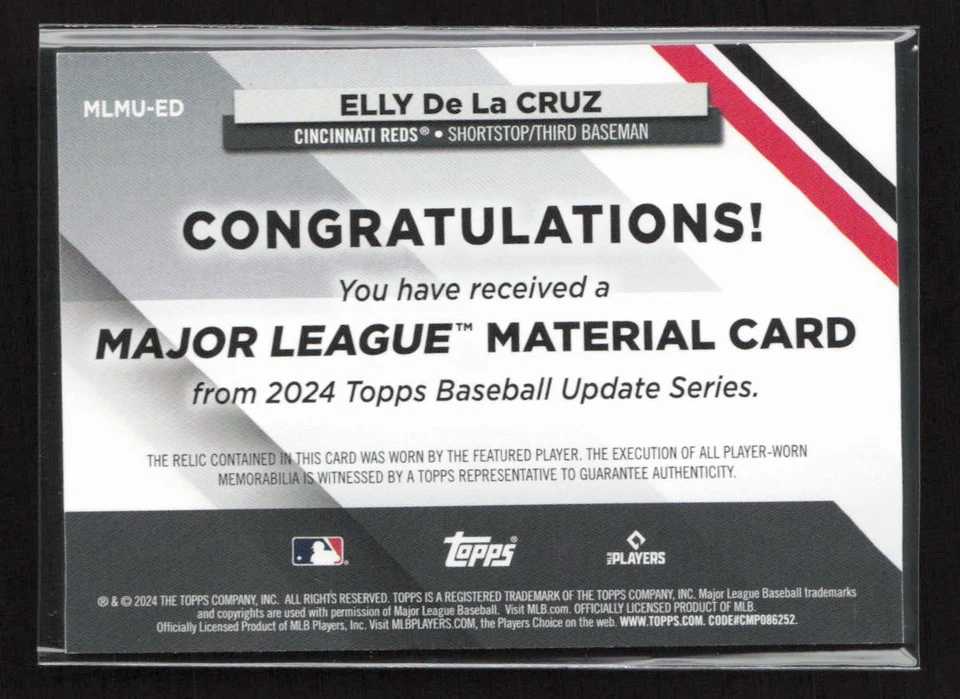 MLMU-ED
ELLY De La CRUZ
CINCINNATI REDS® • SHORTSTOP/THIRD BASEMAN
CONGRATULATIONS!
You have received a
MAJOR LEAGUE™ MATERIAL CARD
from 2024 Topps Baseball Update Series.
THE RELIC CONTAINED IN THIS CARD WAS WORN BY THE FEATURED PLAYER. THE EXECUTION OF ALL PLAYER-WORN
MEMORABILIA IS WITNESSED BY A TOPPS REPRESENTATIVE TO GUARANTEE AUTHENTICITY.
Topps®
MLB PLAYERS
® & © 2024 THE TOPPS COMPANY, INC. ALL RIGHTS RESERVED. TOPPS IS A REGISTERED TRADEMARK OF THE TOPPS COMPANY, INC. Major League Baseball trademarks
and copyrights are used with permission of Major League Baseball. Visit MLB.com. OFFICIALLY LICENSED PRODUCT OF MLB.
Officially Licensed Product of MLB Players, Inc. Visit MLBPLAYERS.COM, the Players Choice on the web. WWW.TOPPS.COM. CODE#CMP086252.